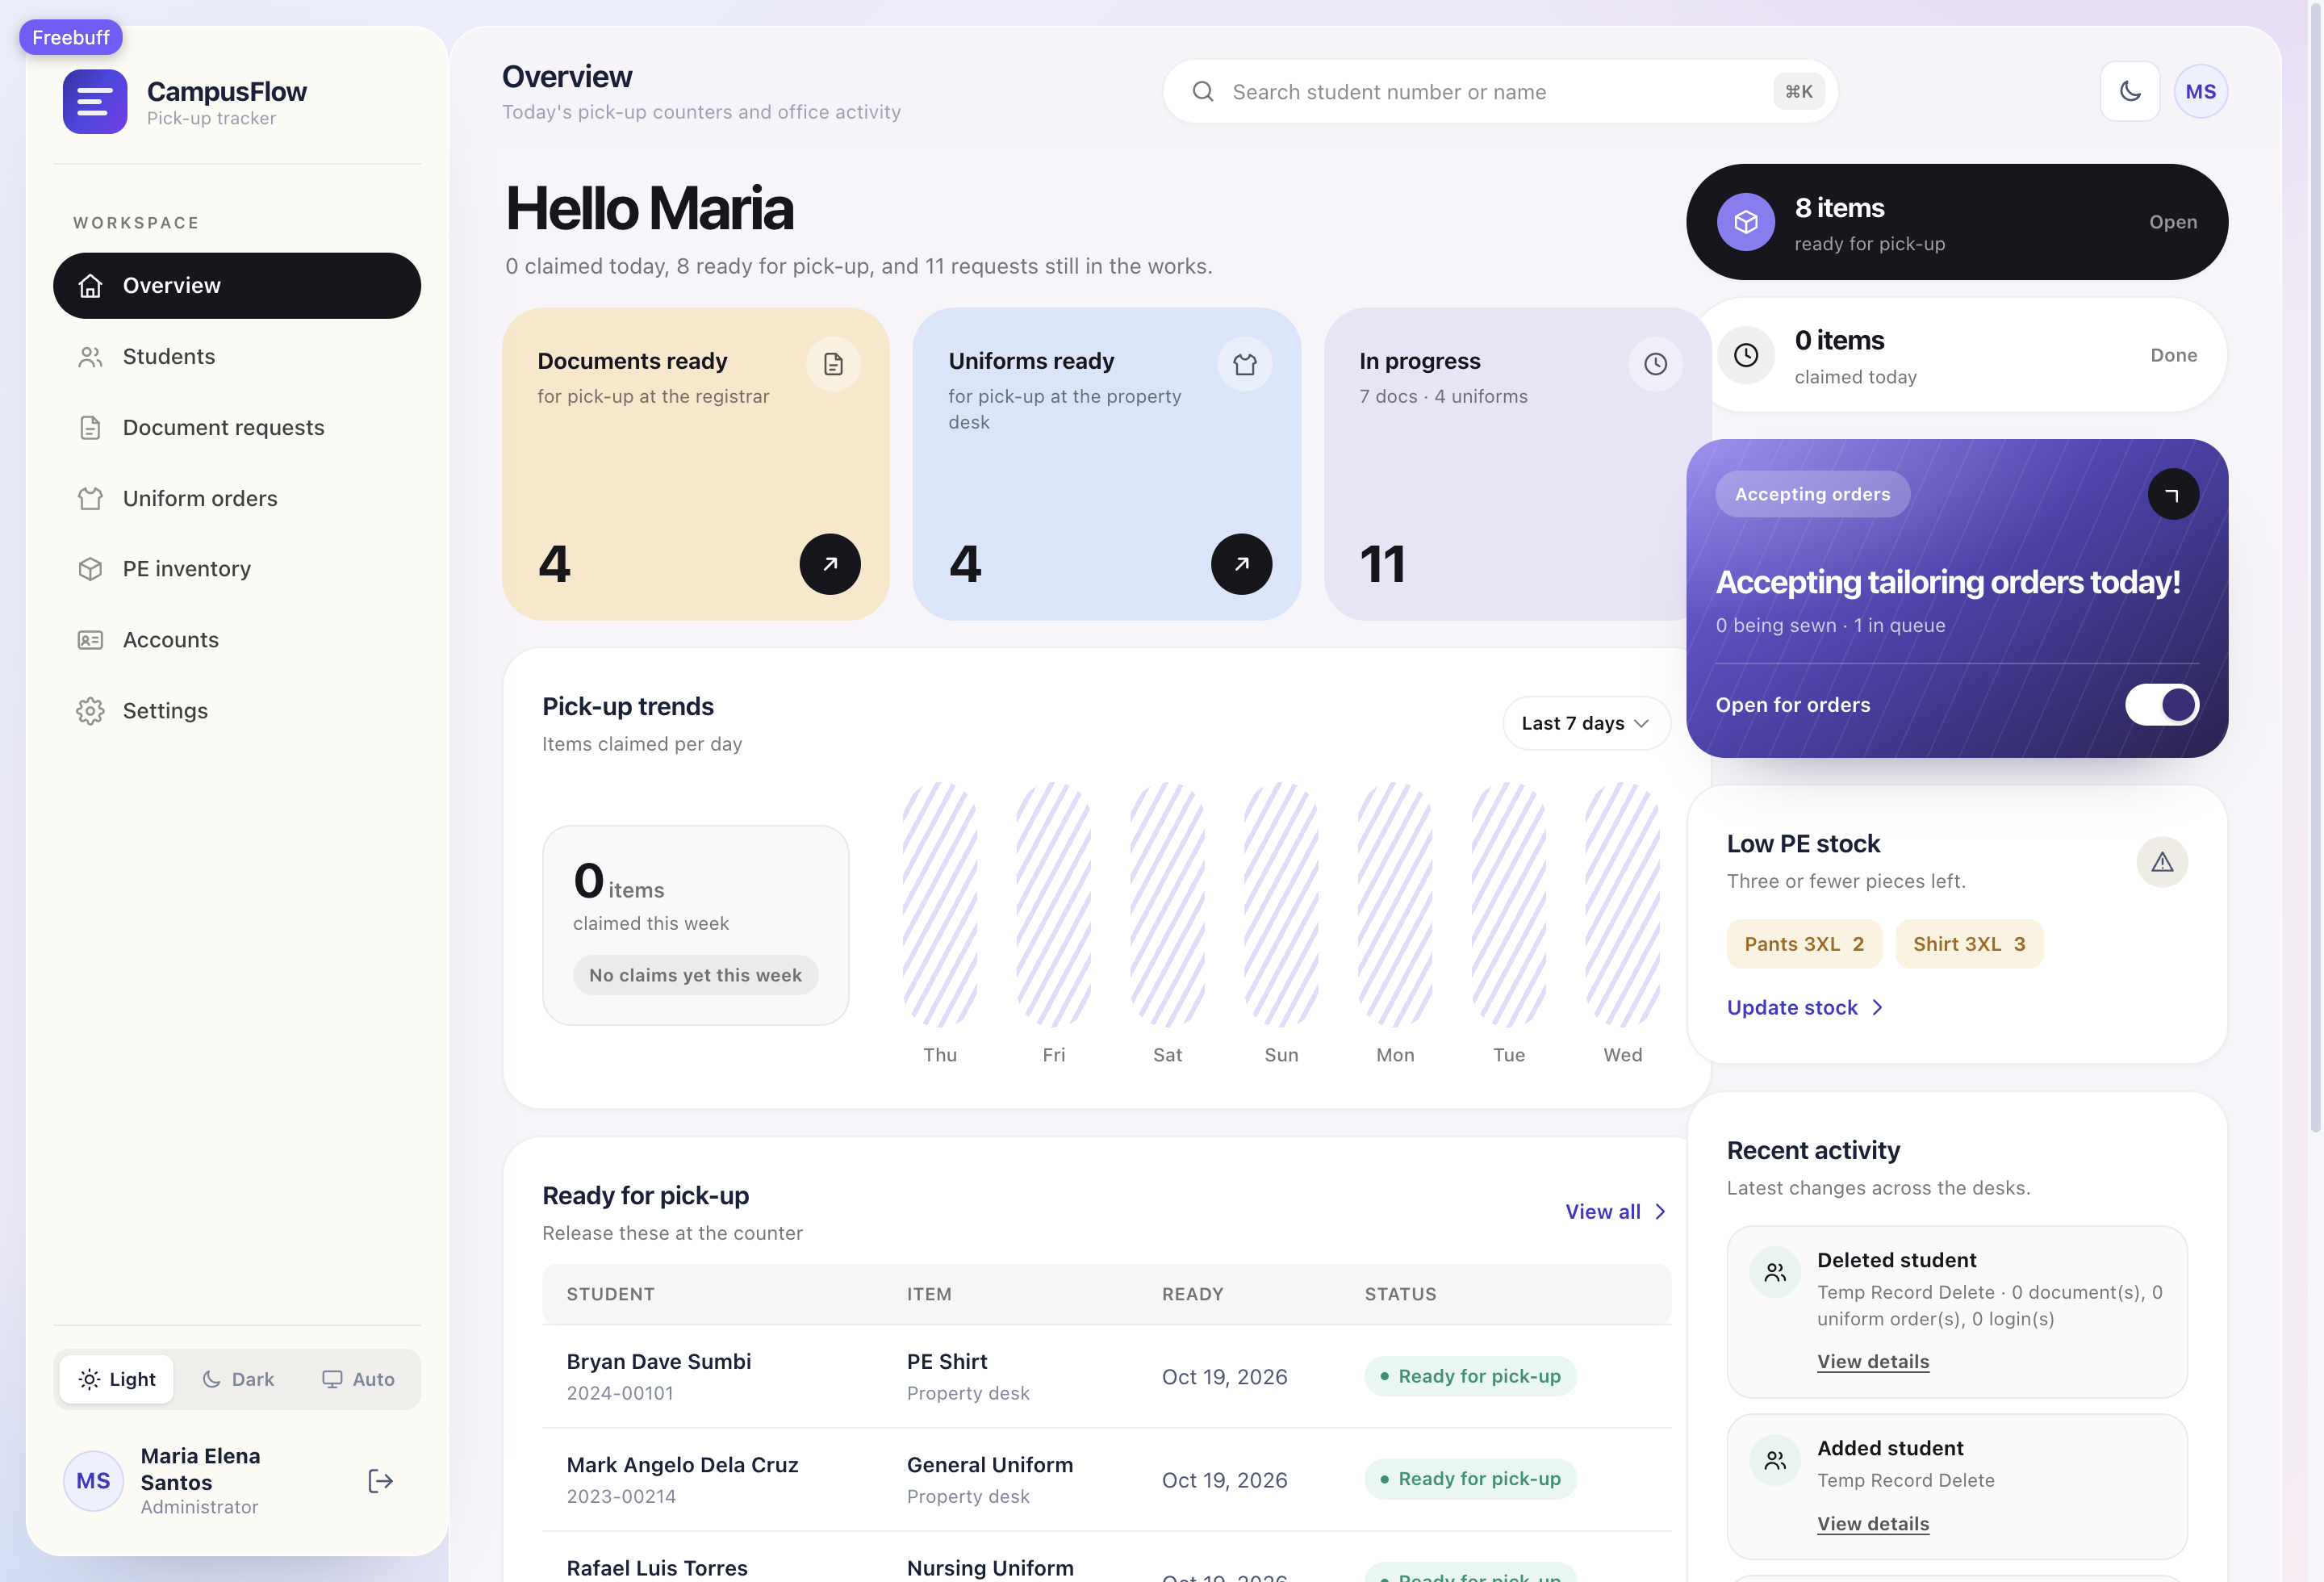 Freebuff
CampusFlow
Pick-up tracker
WORKSPACE
Overview
Students
Document requests
Uniform orders
PE inventory
Accounts
Settings
Light
Dark
Auto
MS
Maria Elena
Santos
Administrator
Overview
Today's pick-up counters and office activity
Search student number or name
⌘K
MS
Hello Maria
0 claimed today, 8 ready for pick-up, and 11 requests still in the works.
Documents ready
for pick-up at the registrar
4
Uniforms ready
for pick-up at the property
desk
4
In progress
7 docs · 4 uniforms
11
Pick-up trends
Items claimed per day
Last 7 days
0 items
claimed this week
No claims yet this week
Thu
Fri
Sat
Sun
Mon
Tue
Wed
Ready for pick-up
Release these at the counter
View all
STUDENT ITEM READY STATUS
Bryan Dave Sumbi PE Shirt Oct 19, 2026 Ready for pick-up
2024-00101 Property desk
Mark Angelo Dela Cruz General Uniform Oct 19, 2026 Ready for pick-up
2023-00214 Property desk
Rafael Luis Torres Nursing Uniform Oct 19, 2026 Ready for pick-up
8 items
ready for pick-up
Open
0 items
claimed today
Done
Accepting orders
Accepting tailoring orders today!
0 being sewn · 1 in queue
Open for orders
Low PE stock
Three or fewer pieces left.
Pants 3XL 2
Shirt 3XL 3
Update stock
Recent activity
Latest changes across the desks.
Deleted student
Temp Record Delete · 0 document(s), 0
uniform order(s), 0 login(s)
View details
Added student
Temp Record Delete
View details